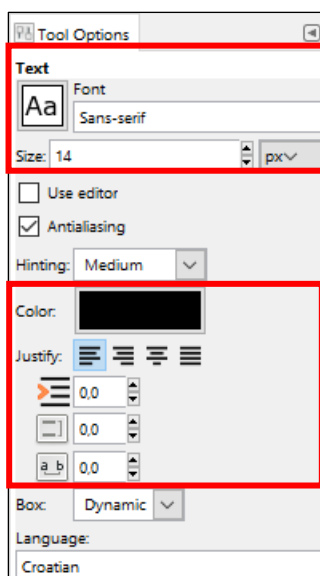 Tool Options
Text
Aa
Font
Sans-serif
Size: 14 px
Use editor
Antialiasing
Hinting: Medium
Color:
Justify:
0,0
0,0
a b 0,0
Box: Dynamic
Language:
Croatian